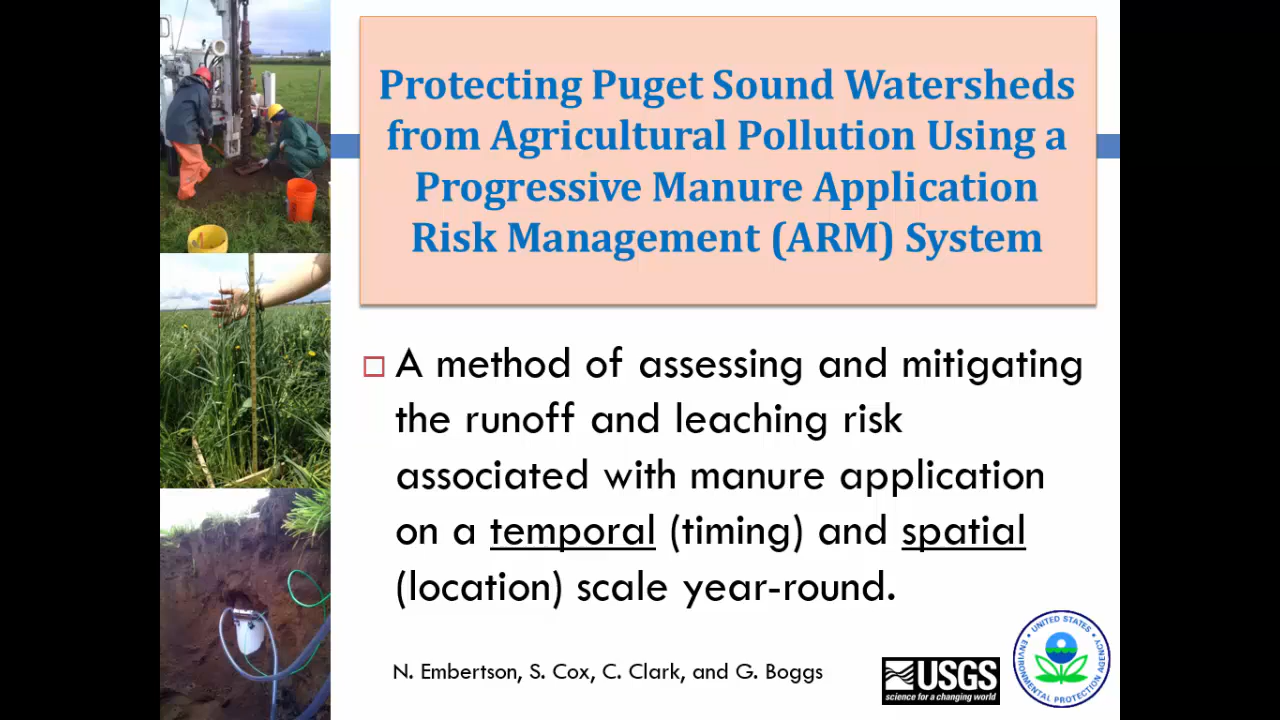 Protecting Puget Sound Watersheds
from Agricultural Pollution Using a
Progressive Manure Application
Risk Management (ARM) System
A method of assessing and mitigating
the runoff and leaching risk
associated with manure application
on a temporal (timing) and spatial
(location) scale year-round.
N. Embertson, S. Cox, C. Clark, and G. Boggs
USGS
science for a changing world
UNITED STATES
ENVIRONMENTAL PROTECTION AGENCY